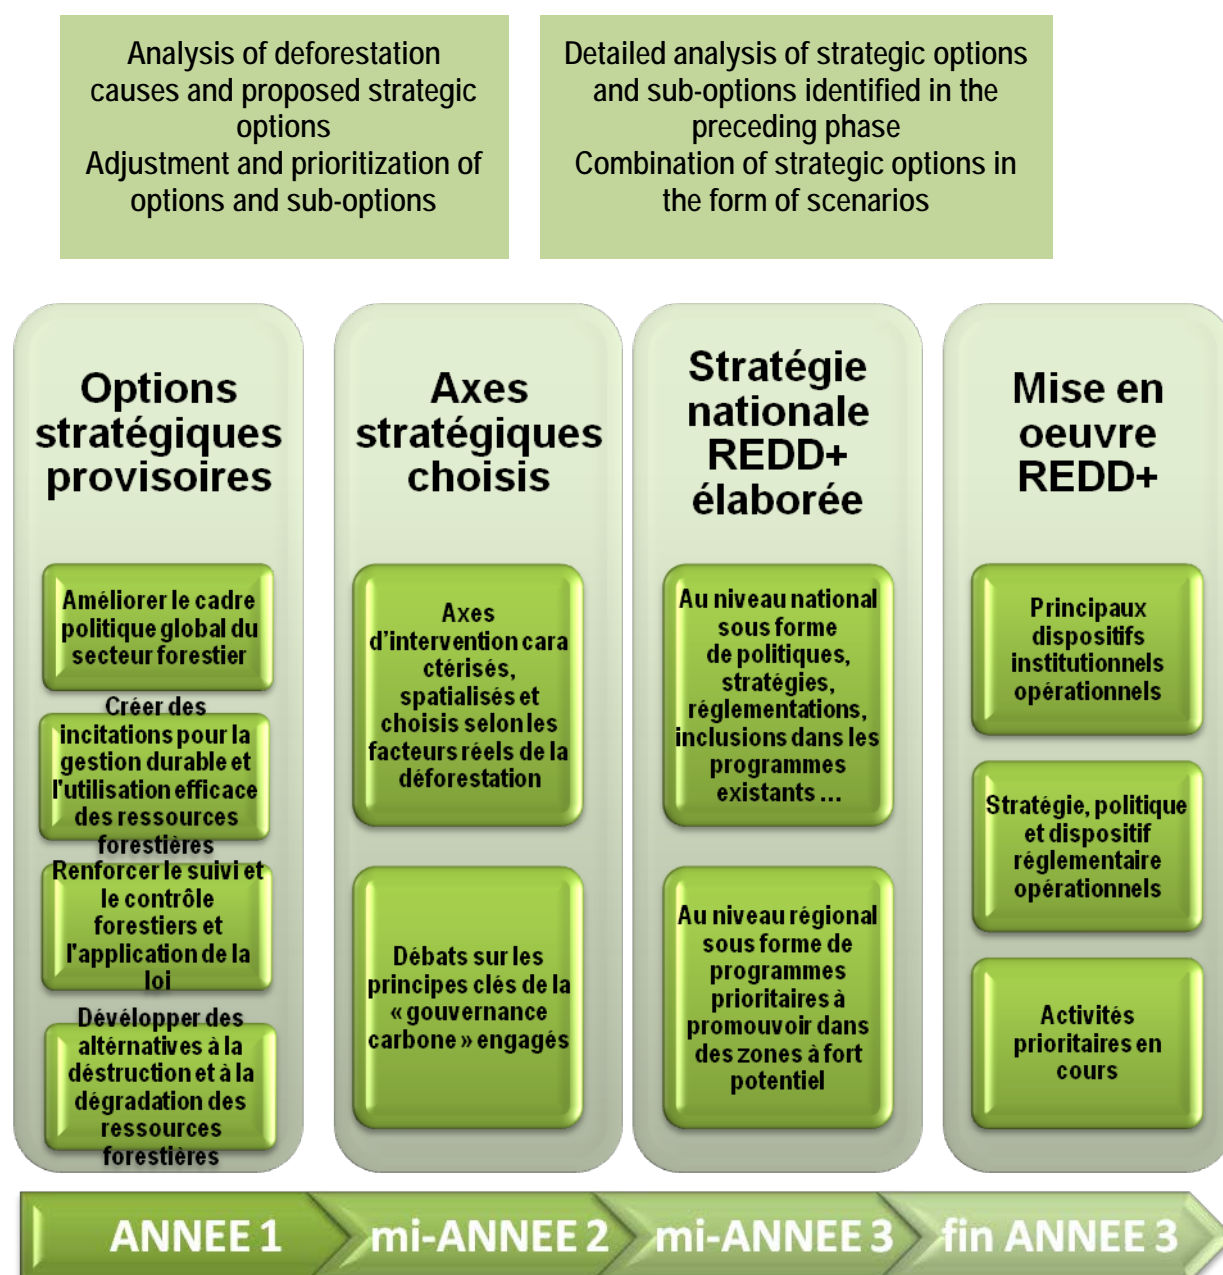 Analysis of deforestation
causes and proposed strategic
options
Adjustment and prioritization of
options and sub-options
Detailed analysis of strategic options
and sub-options identified in the
preceding phase
Combination of strategic options in
the form of scenarios
Options
stratégiques
provisoires
Améliorer le cadre
politique global du
secteur forestier
Créer des
incitations pour la
gestion durable et
l'utilisation efficace
des ressources
forestières
Renforcer le suivi et
le contrôle
forestiers et
l'application de la
loi
Dévélopper des
altérnatives à la
déstruction et à la
dégradation des
ressources
forestières
Axes
stratégiques
choisis
Axes
d'intervention cara
ctérisés,
spatialisés et
choisis selon les
facteurs réels de la
déforestation
Débats sur les
principes clés de la
« gouvernance
carbone » engagés
Stratégie
nationale
REDD+
élaborée
Au niveau national
sous forme
de politiques,
stratégies,
réglementations,
inclusions dans les
programmes
existants ...
Au niveau régional
sous forme de
programmes
prioritaires à
promouvoir dans
des zones à fort
potentiel
Mise en
oeuvre
REDD+
Principaux
dispositifs
institutionnels
opérationnels
Stratégie, politique
et dispositif
réglementaire
opérationnels
Activités
prioritaires en
cours
ANNEE 1
mi-ANNEE 2
mi-ANNEE 3
fin ANNEE 3